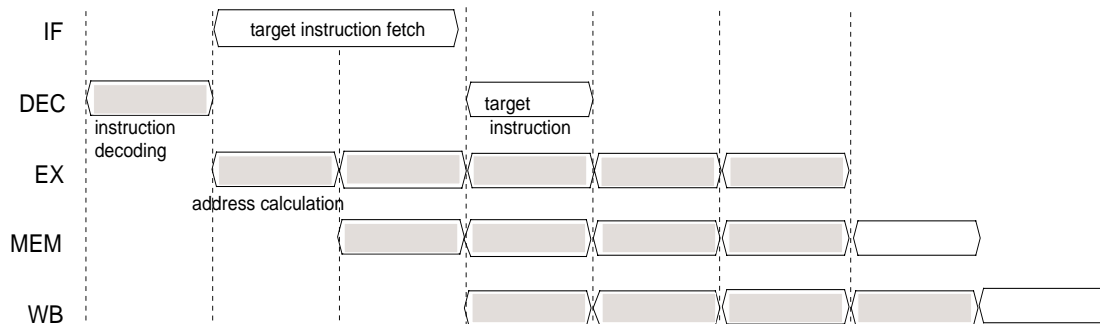 IF
target instruction fetch
DEC
target
instruction
instruction
decoding
EX
address calculation
MEM
WB